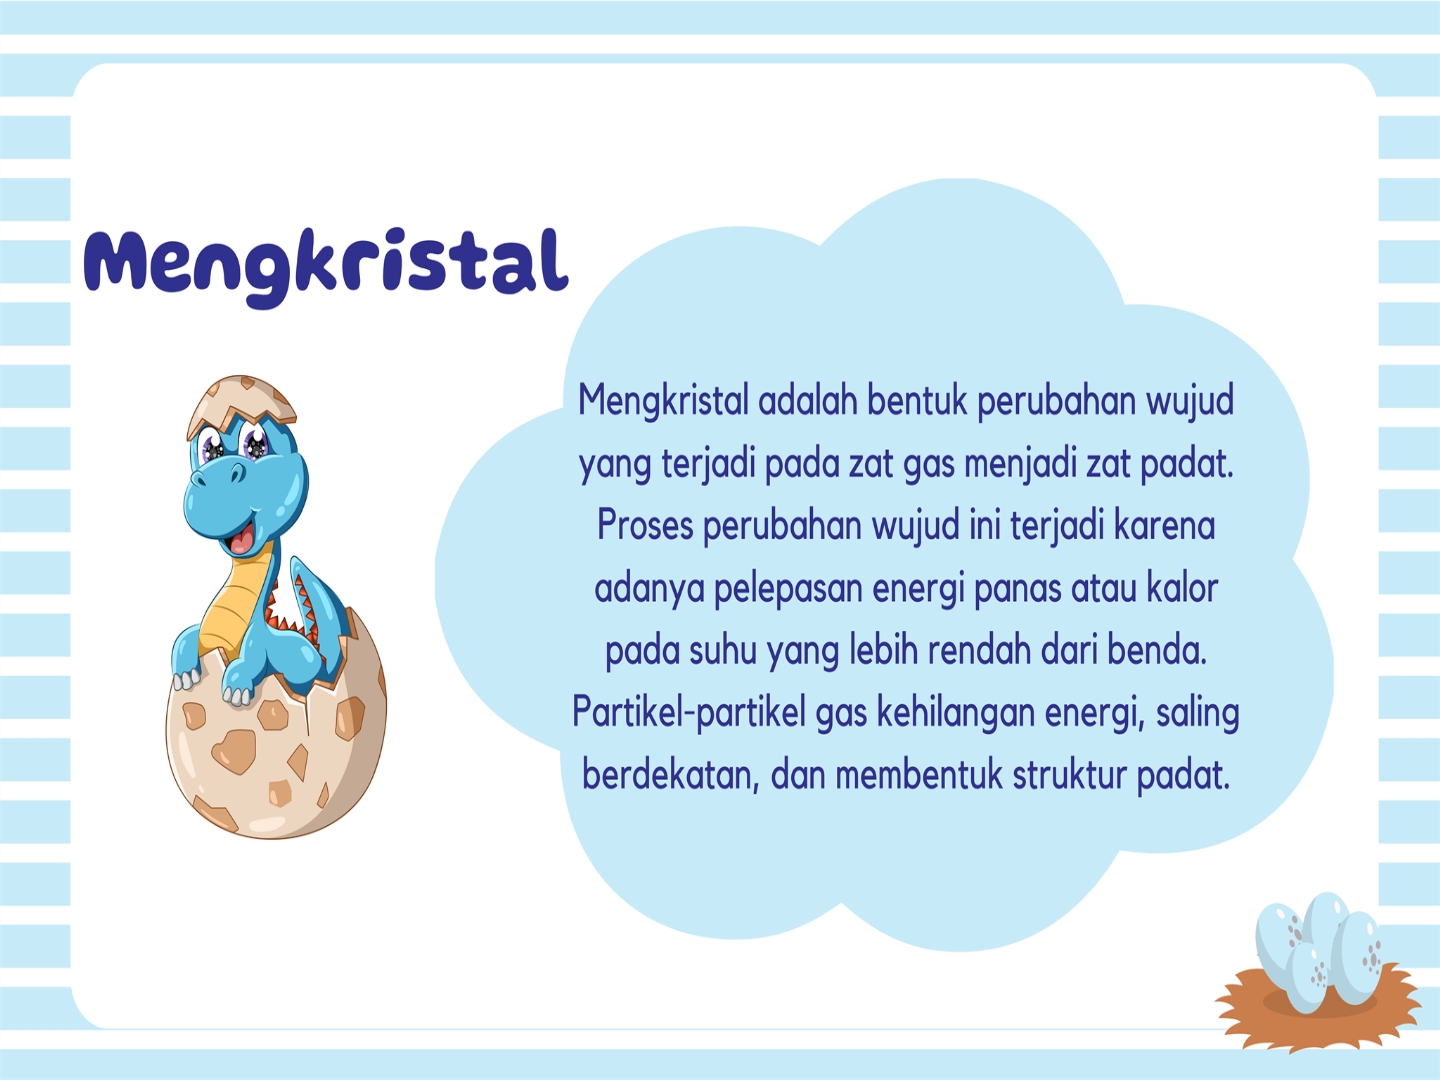 Mengkristal
Mengkristal adalah bentuk perubahan wujud
yang terjadi pada zat gas menjadi zat padat.
Proses perubahan wujud ini terjadi karena
adanya pelepasan energi panas atau kalor
pada suhu yang lebih rendah dari benda.
Partikel-partikel gas kehilangan energi, saling
berdekatan, dan membentuk struktur padat.